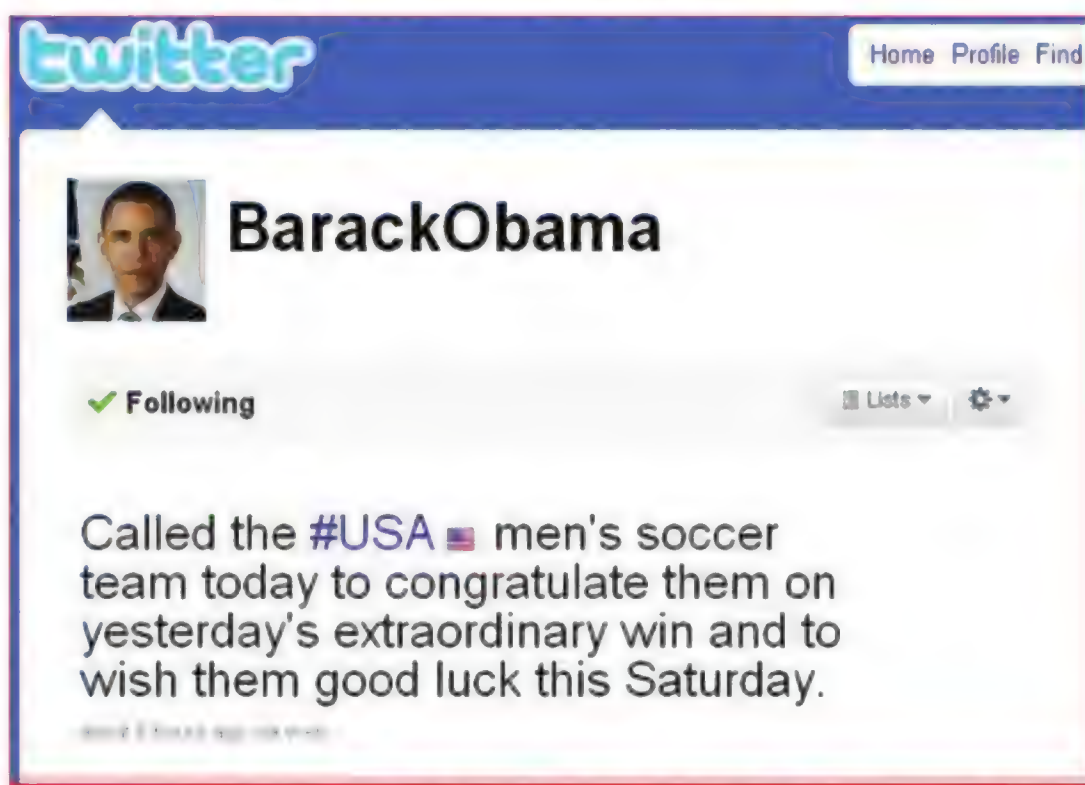 twitter
Home Profile Find
BarackObama
Following
Lists
Called the #USA men's soccer
team today to congratulate them on
yesterday's extraordinary win and to
wish them good luck this Saturday.